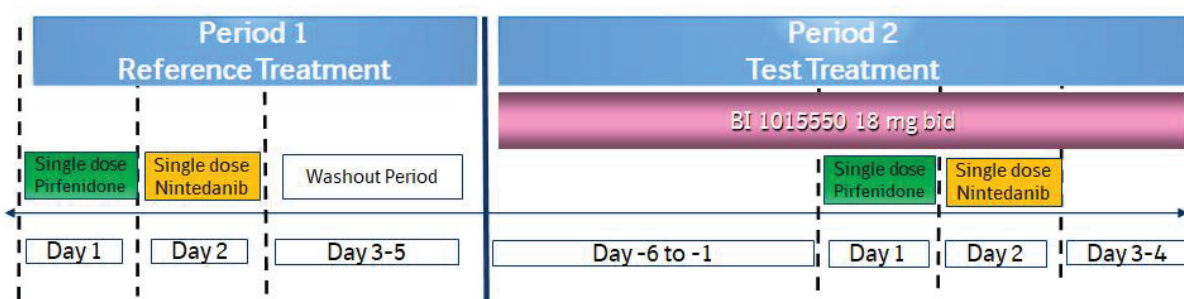 Period 1
Reference Treatment
Period 2
Test Treatment
BI 1015550 18 mg bid
Single dose
Pirfenidone
Single dose
Nintedanib
Washout Period
Single dose
Pirfenidone
Single dose
Nintedanib
Day 1
Day 2
Day 3-5
Day -6 to -1
Day 1
Day 2
Day 3-4